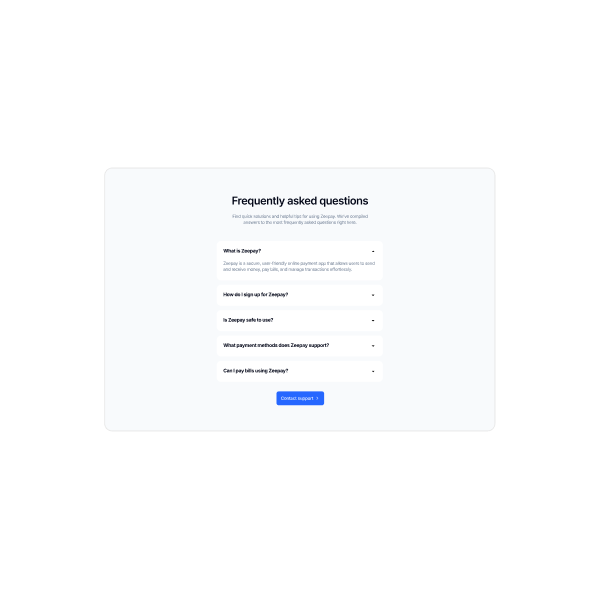 Frequently asked questions
Find quick solutions and helpful tips for using Zeepay. We've compiled
answers to the most frequently asked questions right here.
What is Zeepay?
Zeepay is a secure, user-friendly online payment app that allows users to send
and receive money, pay bills, and manage transactions effortlessly.
How do I sign up for Zeepay?
Is Zeepay safe to use?
What payment methods does Zeepay support?
Can I pay bills using Zeepay?
Contact support